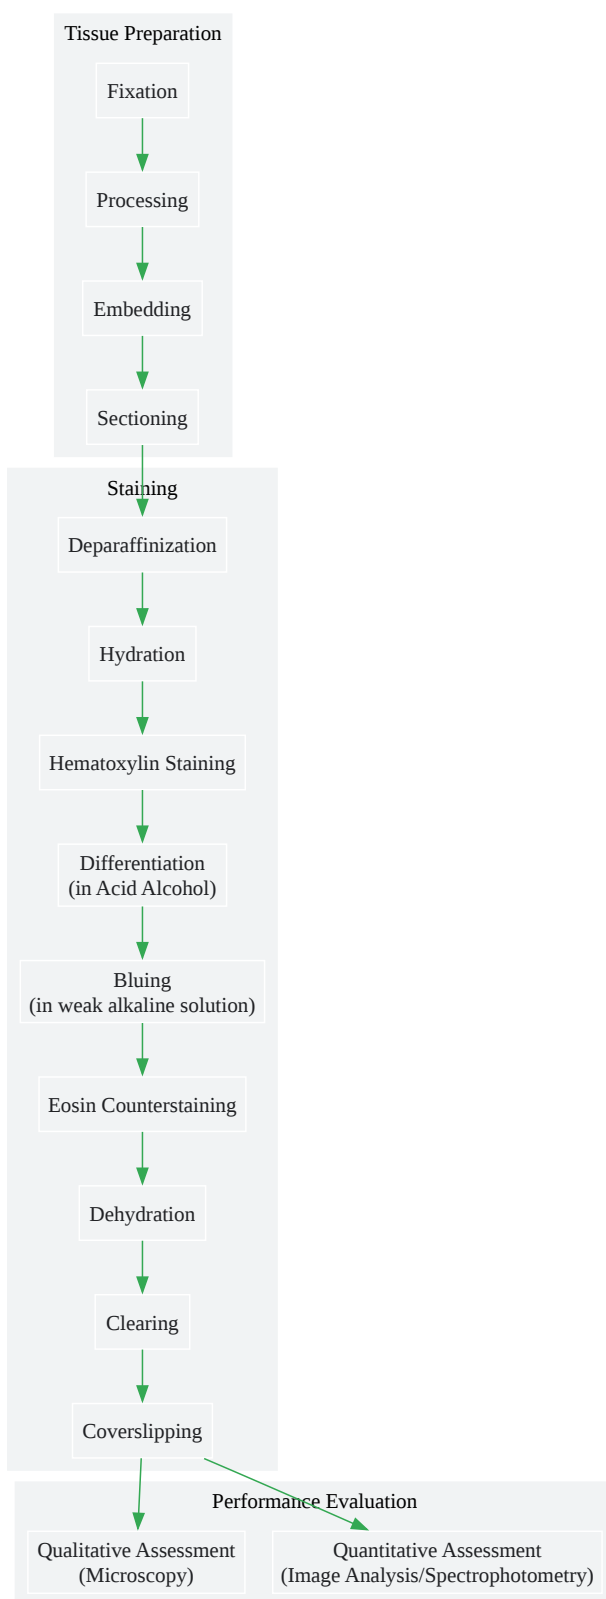 Tissue Preparation
Fixation
Processing
Embedding
Sectioning
Staining
Deparaffinization
Hydration
Hematoxylin Staining
Differentiation
(in Acid Alcohol)
Bluing
(in weak alkaline solution)
Eosin Counterstaining
Dehydration
Clearing
Coverslipping
Performance Evaluation
Qualitative Assessment
(Microscopy)
Quantitative Assessment
(Image Analysis/Spectrophotometry)